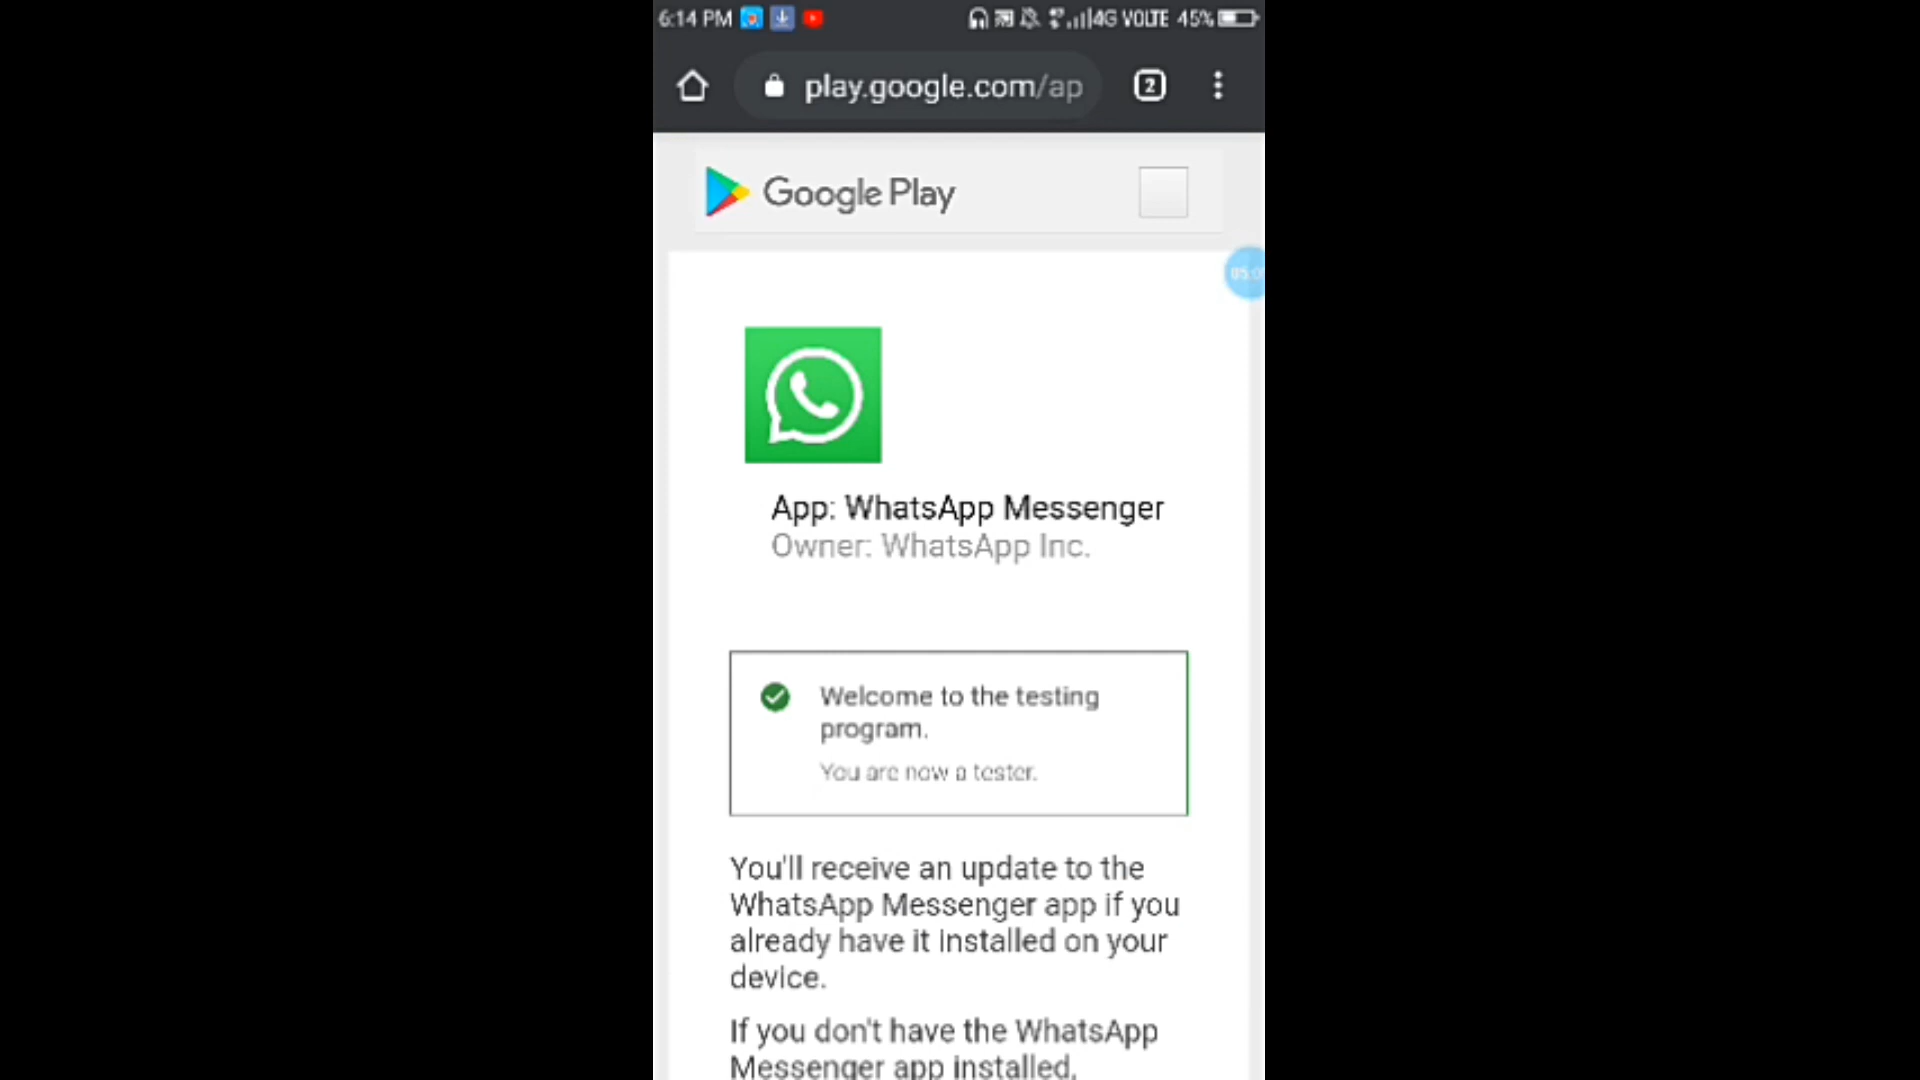 6:14 PM 4G VOLTE 45%
play.google.com/ap 2
Google Play
App: WhatsApp Messenger
Owner: WhatsApp Inc.
Welcome to the testing
program.
You are now a tester.
You'll receive an update to the
WhatsApp Messenger app if you
already have it installed on your
device.
If you don't have the WhatsApp
Messenger app installed,